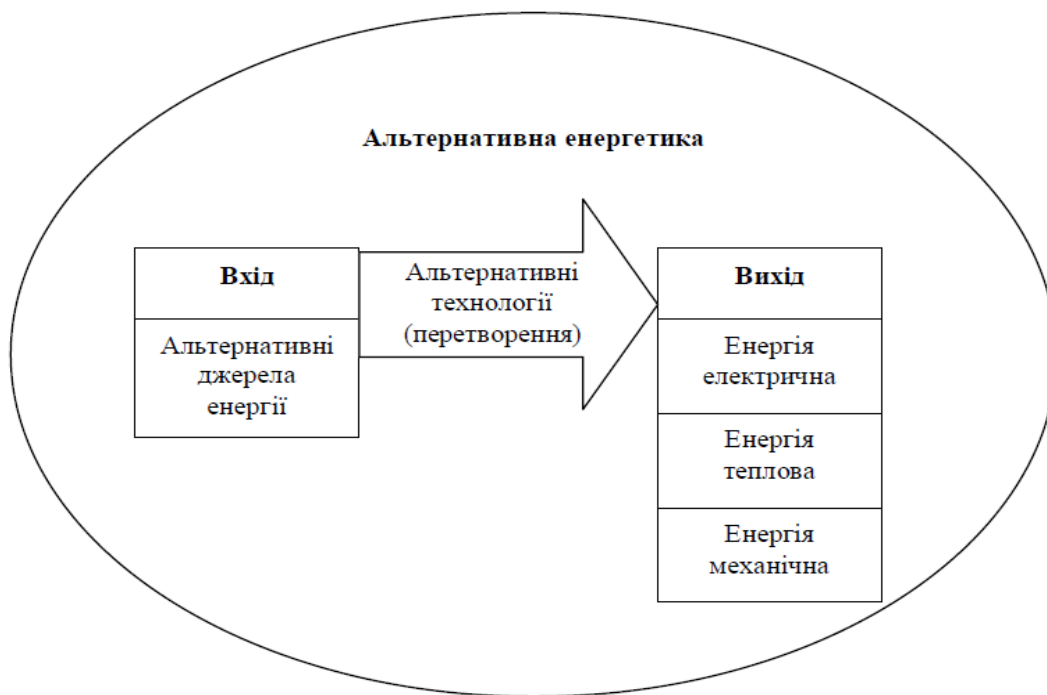 Альтернативна енергетика
Вхід
Альтернативні
джерела
енергії
Альтернативні
технології
(перетворення)
Вихід
Енергія
електрична
Енергія
теплова
Енергія
механічна